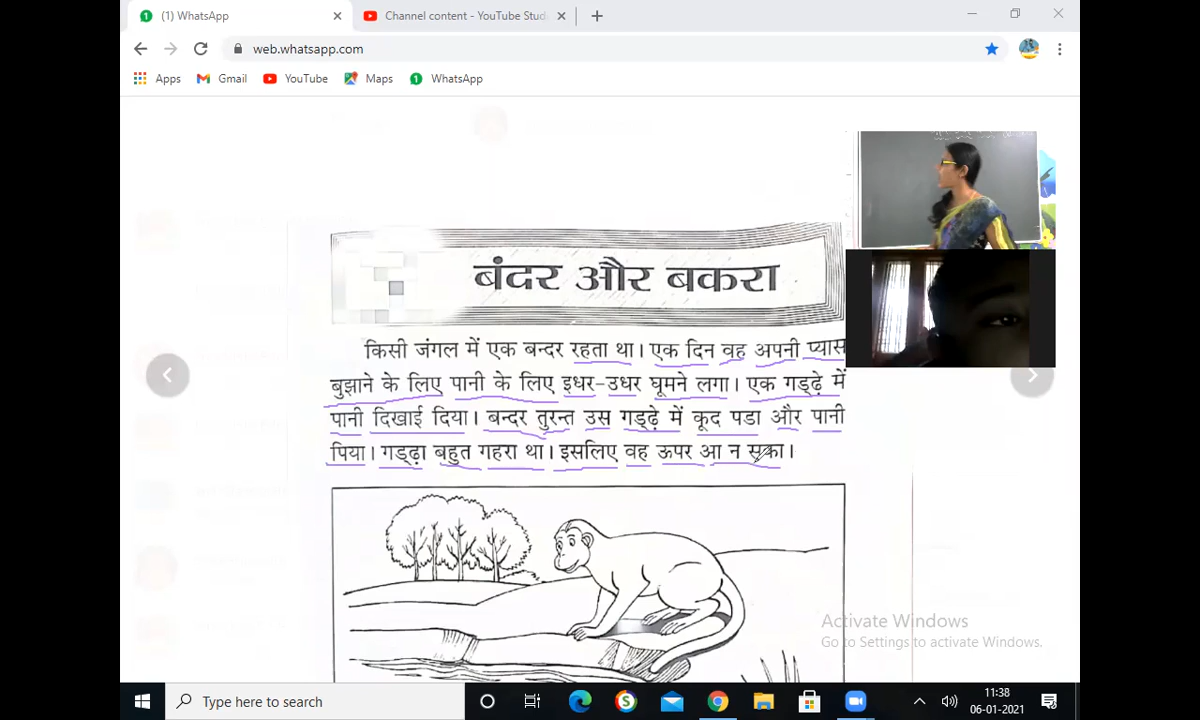 (1) WhatsApp
Channel content - YouTube Stud
web.whatsapp.com
Apps
Gmail
YouTube
Maps
WhatsApp
बंदर और बकरा
किसी जंगल में एक बन्दर रहता था। एक दिन वह अपनी प्यास
बुझाने के लिए पानी के लिए इधर-उधर घूमने लगा। एक गड्ढ़े में
पानी दिखाई दिया। बन्दर तुरन्त उस गड्ढ़े में कूद पडा और पानी
पिया। गड्ढ़ा बहुत गहरा था। इसलिए वह ऊपर आ न सका।
Activate Windows
Go to Settings to activate Windows.
Type here to search
11:38
06-01-2021